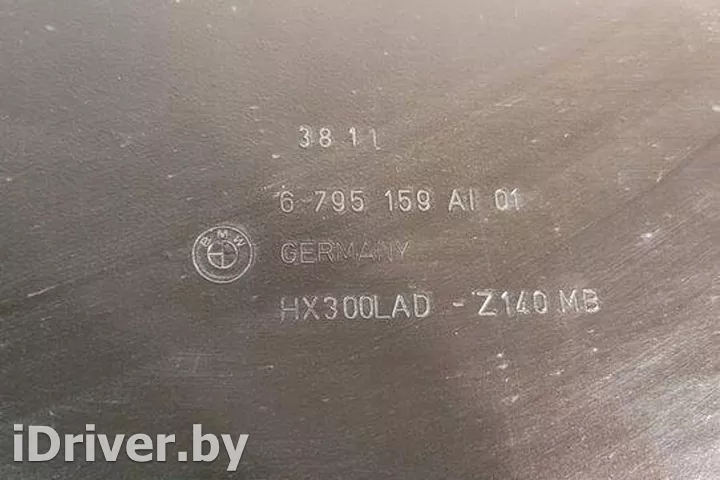 3811
6 795 159 AI 01
BMW
GERMANY
HX300LAD - Z140 MB
iDriver.by